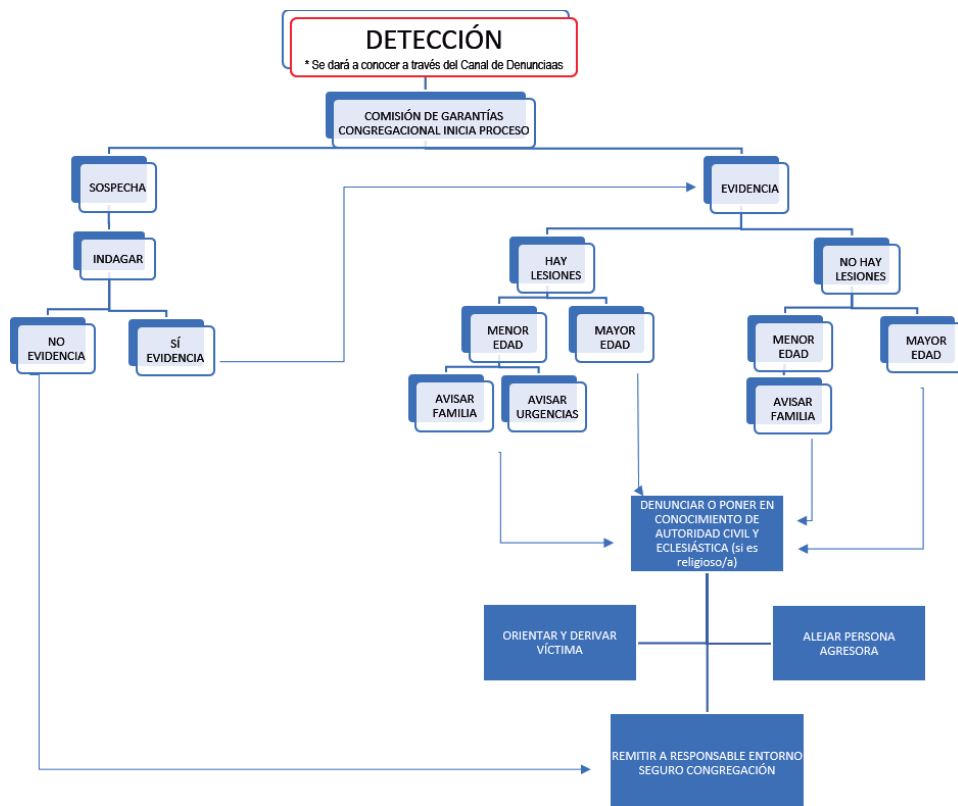 DETECCIÓN
* Se dará a conocer a través del Canal de Denunciaas
COMISIÓN DE GARANTÍAS
CONGREGACIONAL INICIA PROCESO
SOSPECHA
EVIDENCIA
INDAGAR
HAY
LESIONES
NO HAY
LESIONES
NO
EVIDENCIA
SÍ
EVIDENCIA
MENOR
EDAD
MAYOR
EDAD
MENOR
EDAD
MAYOR
EDAD
AVISAR
FAMILIA
AVISAR
URGENCIAS
AVISAR
FAMILIA
DENUNCIAR O PONER EN
CONOCIMIENTO DE
AUTORIDAD CIVIL Y
ECLESIÁSTICA (si es
religioso/a)
ORIENTAR Y DERIVAR
VÍCTIMA
ALEJAR PERSONA
AGRESORA
REMITIR A RESPONSABLE ENTORNO
SEGURO CONGREGACIÓN